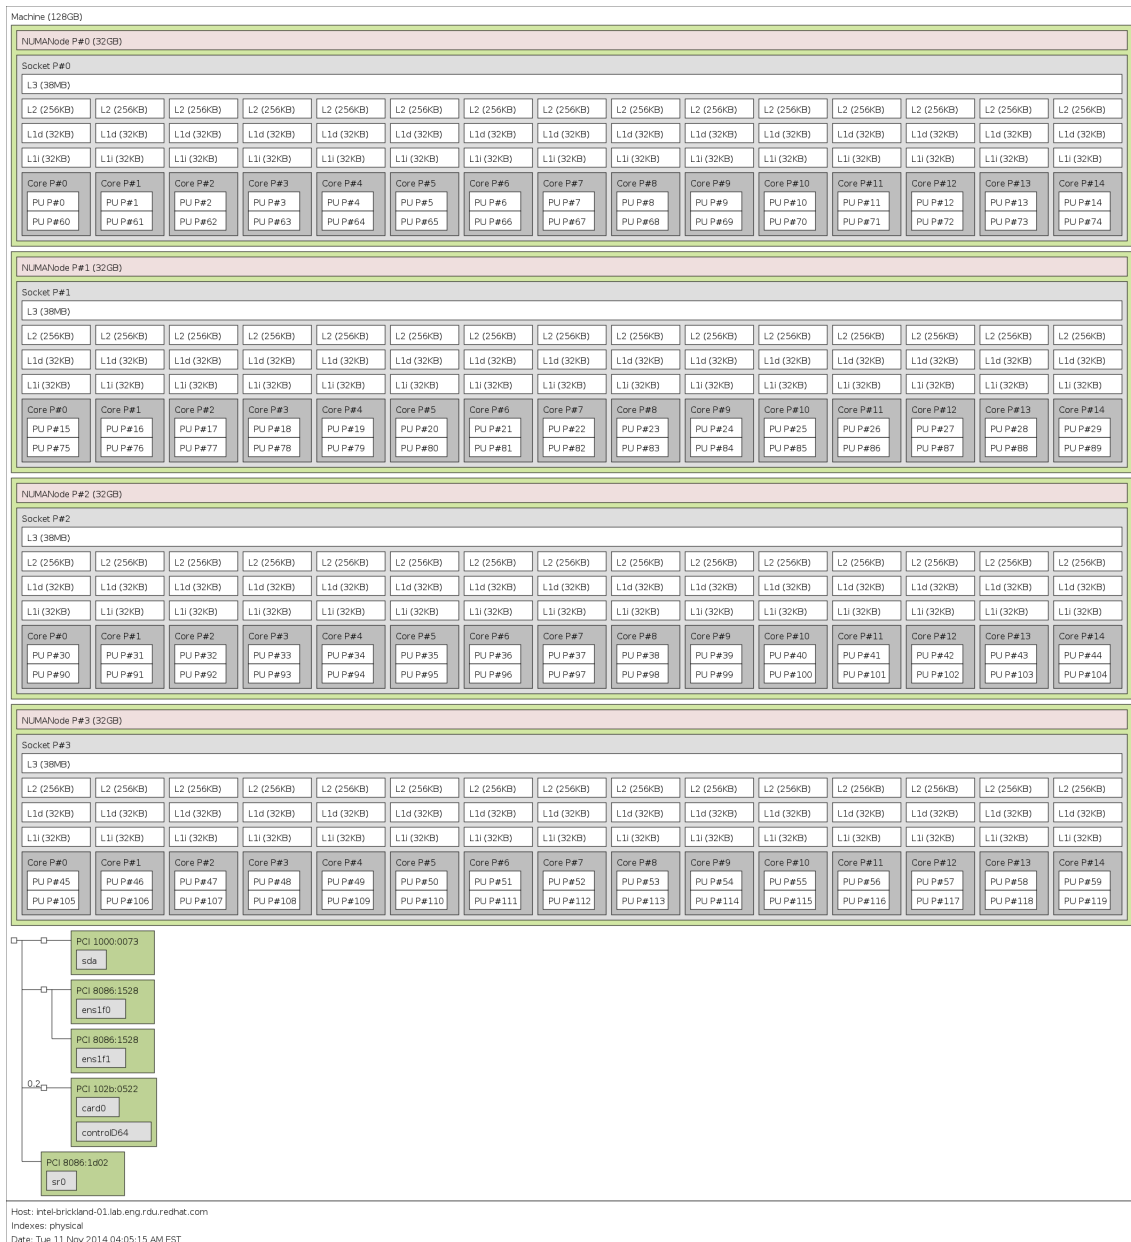 Machine (128GB)
NUMANode P#0 (32GB)
Socket P#0
L3 (38MB)
L2 (256KB) L2 (256KB) L2 (256KB) L2 (256KB) L2 (256KB) L2 (256KB) L2 (256KB) L2 (256KB) L2 (256KB) L2 (256KB) L2 (256KB) L2 (256KB) L2 (256KB) L2 (256KB) L2 (256KB)
L1d (32KB) L1d (32KB) L1d (32KB) L1d (32KB) L1d (32KB) L1d (32KB) L1d (32KB) L1d (32KB) L1d (32KB) L1d (32KB) L1d (32KB) L1d (32KB) L1d (32KB) L1d (32KB) L1d (32KB)
L1i (32KB) L1i (32KB) L1i (32KB) L1i (32KB) L1i (32KB) L1i (32KB) L1i (32KB) L1i (32KB) L1i (32KB) L1i (32KB) L1i (32KB) L1i (32KB) L1i (32KB) L1i (32KB) L1i (32KB)
Core P#0 Core P#1 Core P#2 Core P#3 Core P#4 Core P#5 Core P#6 Core P#7 Core P#8 Core P#9 Core P#10 Core P#11 Core P#12 Core P#13 Core P#14
PU P#0 PU P#1 PU P#2 PU P#3 PU P#4 PU P#5 PU P#6 PU P#7 PU P#8 PU P#9 PU P#10 PU P#11 PU P#12 PU P#13 PU P#14
PU P#60 PU P#61 PU P#62 PU P#63 PU P#64 PU P#65 PU P#66 PU P#67 PU P#68 PU P#69 PU P#70 PU P#71 PU P#72 PU P#73 PU P#74
NUMANode P#1 (32GB)
Socket P#1
L3 (38MB)
L2 (256KB) L2 (256KB) L2 (256KB) L2 (256KB) L2 (256KB) L2 (256KB) L2 (256KB) L2 (256KB) L2 (256KB) L2 (256KB) L2 (256KB) L2 (256KB) L2 (256KB) L2 (256KB) L2 (256KB)
L1d (32KB) L1d (32KB) L1d (32KB) L1d (32KB) L1d (32KB) L1d (32KB) L1d (32KB) L1d (32KB) L1d (32KB) L1d (32KB) L1d (32KB) L1d (32KB) L1d (32KB) L1d (32KB) L1d (32KB)
L1i (32KB) L1i (32KB) L1i (32KB) L1i (32KB) L1i (32KB) L1i (32KB) L1i (32KB) L1i (32KB) L1i (32KB) L1i (32KB) L1i (32KB) L1i (32KB) L1i (32KB) L1i (32KB) L1i (32KB)
Core P#0 Core P#1 Core P#2 Core P#3 Core P#4 Core P#5 Core P#6 Core P#7 Core P#8 Core P#9 Core P#10 Core P#11 Core P#12 Core P#13 Core P#14
PU P#15 PU P#16 PU P#17 PU P#18 PU P#19 PU P#20 PU P#21 PU P#22 PU P#23 PU P#24 PU P#25 PU P#26 PU P#27 PU P#28 PU P#29
PU P#75 PU P#76 PU P#77 PU P#78 PU P#79 PU P#80 PU P#81 PU P#82 PU P#83 PU P#84 PU P#85 PU P#86 PU P#87 PU P#88 PU P#89
NUMANode P#2 (32GB)
Socket P#2
L3 (38MB)
L2 (256KB) L2 (256KB) L2 (256KB) L2 (256KB) L2 (256KB) L2 (256KB) L2 (256KB) L2 (256KB) L2 (256KB) L2 (256KB) L2 (256KB) L2 (256KB) L2 (256KB) L2 (256KB) L2 (256KB)
L1d (32KB) L1d (32KB) L1d (32KB) L1d (32KB) L1d (32KB) L1d (32KB) L1d (32KB) L1d (32KB) L1d (32KB) L1d (32KB) L1d (32KB) L1d (32KB) L1d (32KB) L1d (32KB) L1d (32KB)
L1i (32KB) L1i (32KB) L1i (32KB) L1i (32KB) L1i (32KB) L1i (32KB) L1i (32KB) L1i (32KB) L1i (32KB) L1i (32KB) L1i (32KB) L1i (32KB) L1i (32KB) L1i (32KB) L1i (32KB)
Core P#0 Core P#1 Core P#2 Core P#3 Core P#4 Core P#5 Core P#6 Core P#7 Core P#8 Core P#9 Core P#10 Core P#11 Core P#12 Core P#13 Core P#14
PU P#30 PU P#31 PU P#32 PU P#33 PU P#34 PU P#35 PU P#36 PU P#37 PU P#38 PU P#39 PU P#40 PU P#41 PU P#42 PU P#43 PU P#44
PU P#90 PU P#91 PU P#92 PU P#93 PU P#94 PU P#95 PU P#96 PU P#97 PU P#98 PU P#99 PU P#100 PU P#101 PU P#102 PU P#103 PU P#104
NUMANode P#3 (32GB)
Socket P#3
L3 (38MB)
L2 (256KB) L2 (256KB) L2 (256KB) L2 (256KB) L2 (256KB) L2 (256KB) L2 (256KB) L2 (256KB) L2 (256KB) L2 (256KB) L2 (256KB) L2 (256KB) L2 (256KB) L2 (256KB) L2 (256KB)
L1d (32KB) L1d (32KB) L1d (32KB) L1d (32KB) L1d (32KB) L1d (32KB) L1d (32KB) L1d (32KB) L1d (32KB) L1d (32KB) L1d (32KB) L1d (32KB) L1d (32KB) L1d (32KB) L1d (32KB)
L1i (32KB) L1i (32KB) L1i (32KB) L1i (32KB) L1i (32KB) L1i (32KB) L1i (32KB) L1i (32KB) L1i (32KB) L1i (32KB) L1i (32KB) L1i (32KB) L1i (32KB) L1i (32KB) L1i (32KB)
Core P#0 Core P#1 Core P#2 Core P#3 Core P#4 Core P#5 Core P#6 Core P#7 Core P#8 Core P#9 Core P#10 Core P#11 Core P#12 Core P#13 Core P#14
PU P#45 PU P#46 PU P#47 PU P#48 PU P#49 PU P#50 PU P#51 PU P#52 PU P#53 PU P#54 PU P#55 PU P#56 PU P#57 PU P#58 PU P#59
PU P#105 PU P#106 PU P#107 PU P#108 PU P#109 PU P#110 PU P#111 PU P#112 PU P#113 PU P#114 PU P#115 PU P#116 PU P#117 PU P#118 PU P#119
PCI 1000:0073
sda
PCI 8086:1528
ens1f0
PCI 8086:1528
ens1f1
0.2 PCI 102b:0522
card0
controlD64
PCI 8086:1d02
sr0
Host: intel-brickland-01.lab.eng.rdu.redhat.com
Indexes: physical
Date: Tue 11 Nov 2014 04:05:15 AM EST